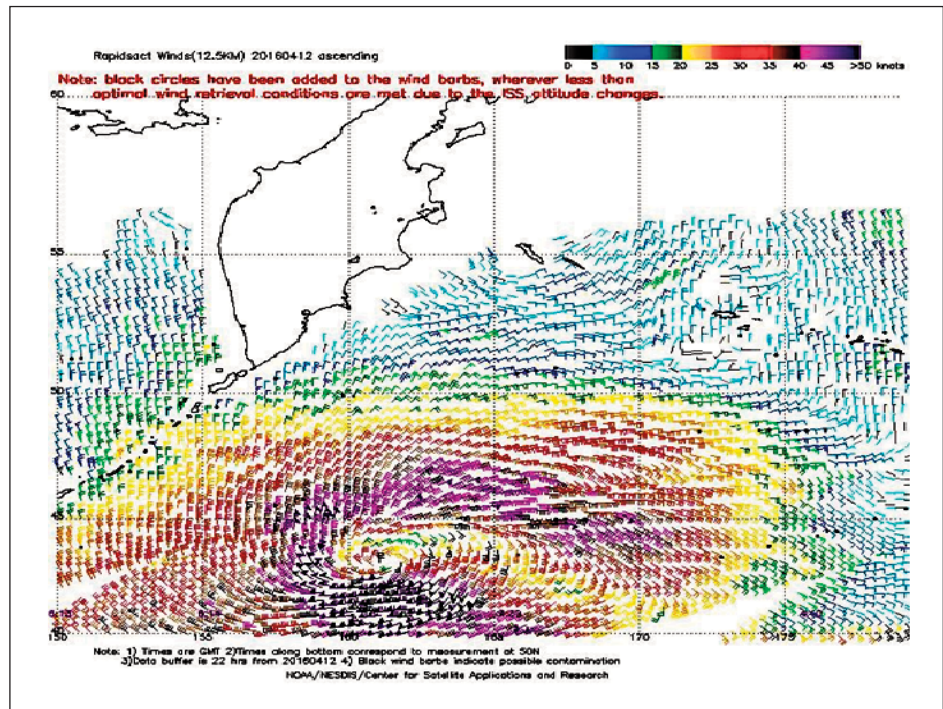 Rapidsact Winds(12.5KM) 20160412 ascending
0 5 10 15 20 25 30 35 40 45 >50 knots
Note: black circles have been added to the wind barbs, wherever less than
optimal wind retrieval conditions are met due to the ISS attitude changes.
60
55
50
45
150 155 160 165 170 175
Note: 1) Times are GMT 2)Times along bottom correspond to measurement at 50N
3)Data buffer is 22 hrs from 20160412 4) Black wind barbs indicate possible contamination
NOAA/NESDIS/Center for Satellite Applications and Research